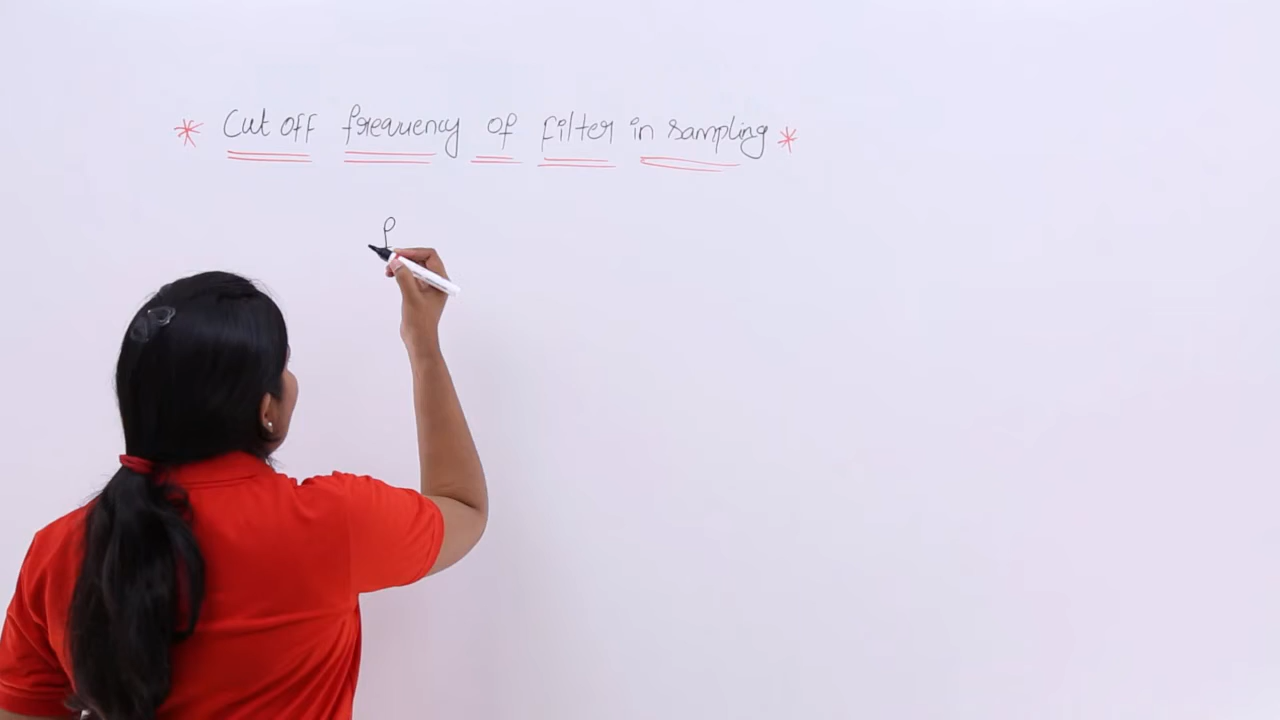 * Cut off frequency of filter in sampling *